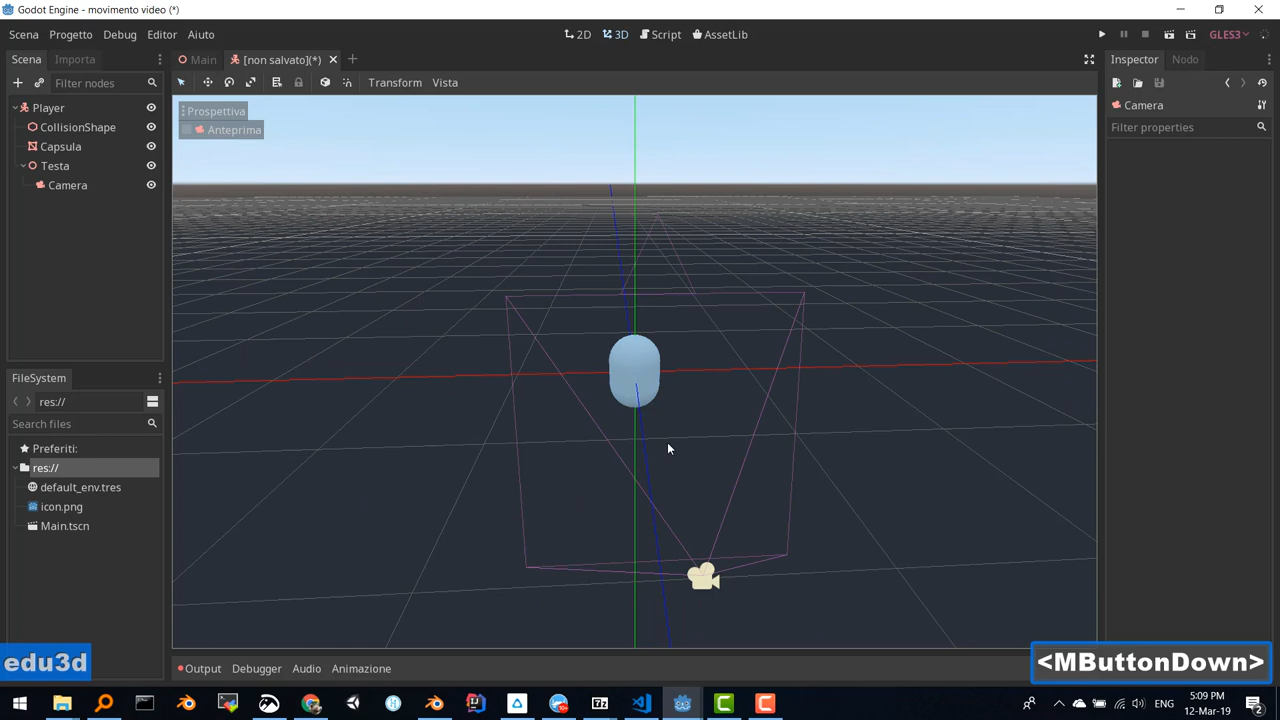 Godot Engine - movimento video (*)
Scena Progetto Debug Editor Aiuto
2D 3D Script AssetLib
GLES3
Scena Importa
Main [non salvato](*)
Inspector Nodo
Filter nodes
Transform Vista
Player
Prospettiva
Camera
CollisionShape
Anteprima
Filter properties
Capsula
Testa
Camera
FileSystem
res://
Search files
Preferiti:
res://
default_env.tres
icon.png
Main.tscn
edu3d
<MButtonDown>
Output Debugger Audio Animazione
ENG
5:09 PM
12-Mar-19